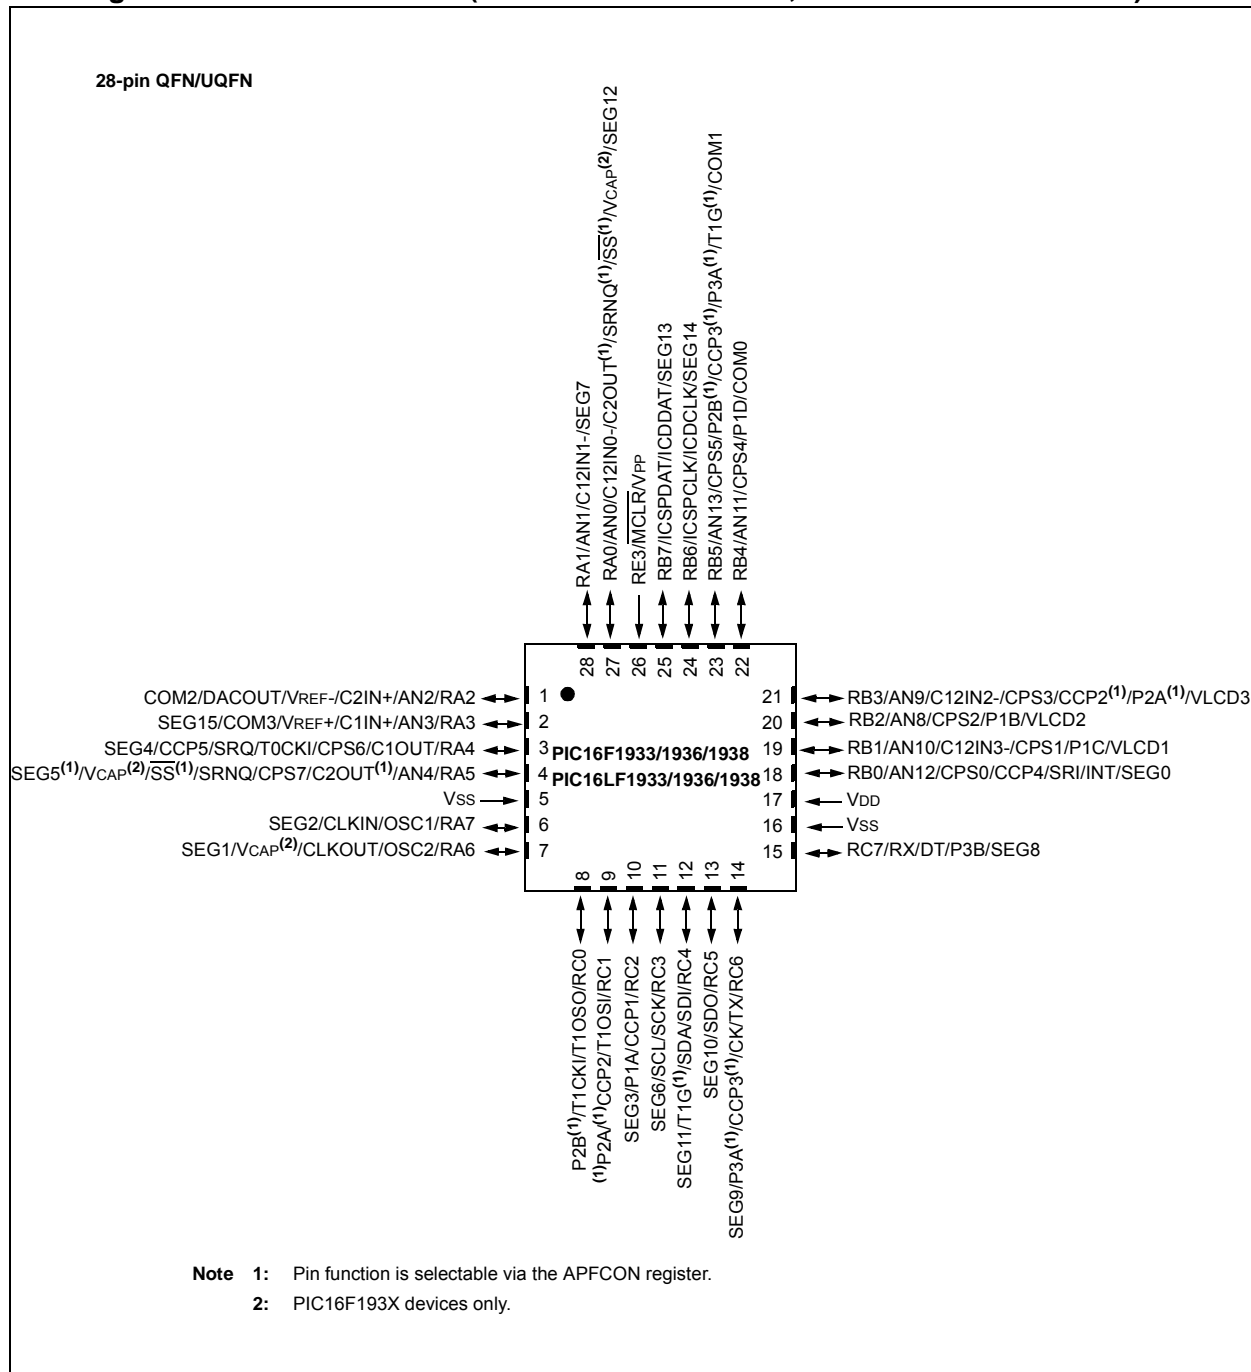 28-pin QFN/UQFN
RA1/AN1/C12IN1-/SEG7
RA0/AN0/C12IN0-/C2OUT(1)/SRNQ(1)/SS(1)/VCAP(2)/SEG12
RE3/MCLR/VPP
RB7/ICSPDAT/ICDDAT/SEG13
RB6/ICSPCLK/ICDCLK/SEG14
RB5/AN13/CPS5/P2B(1)/CCP3(1)/P3A(1)/T1G(1)/COM1
RB4/AN11/CPS4/P1D/COM0
28 27 26 25 24 23 22
COM2/DACOUT/VREF-/C2IN+/AN2/RA2 1
SEG15/COM3/VREF+/C1IN+/AN3/RA3 2
SEG4/CCP5/SRQ/T0CKI/CPS6/C1OUT/RA4 3
SEG5(1)/VCAP(2)/SS(1)/SRNQ/CPS7/C2OUT(1)/AN4/RA5 4
VSS 5
SEG2/CLKIN/OSC1/RA7 6
SEG1/VCAP(2)/CLKOUT/OSC2/RA6 7
PIC16F1933/1936/1938
PIC16LF1933/1936/1938
21 RB3/AN9/C12IN2-/CPS3/CCP2(1)/P2A(1)/VLCD3
20 RB2/AN8/CPS2/P1B/VLCD2
19 RB1/AN10/C12IN3-/CPS1/P1C/VLCD1
18 RB0/AN12/CPS0/CCP4/SRI/INT/SEG0
17 VDD
16 VSS
15 RC7/RX/DT/P3B/SEG8
8 9 10 11 12 13 14
P2B(1)/T1CKI/T1OSO/RC0
(1)P2A/(1)CCP2/T1OSI/RC1
SEG3/P1A/CCP1/RC2
SEG6/SCL/SCK/RC3
SEG11/T1G(1)/SDA/SDI/RC4
SEG10/SDO/RC5
SEG9/P3A(1)/CCP3(1)/CK/TX/RC6
Note 1: Pin function is selectable via the APFCON register.
2: PIC16F193X devices only.